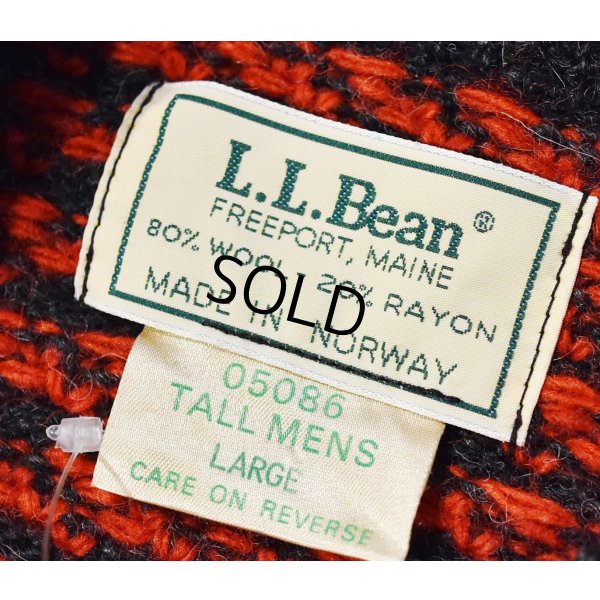 L.L.Bean®
FREEPORT, MAINE
80% WOOL 20% RAYON
MADE IN NORWAY
SOLD
05086
TALL MENS
LARGE
CARE ON REVERSE